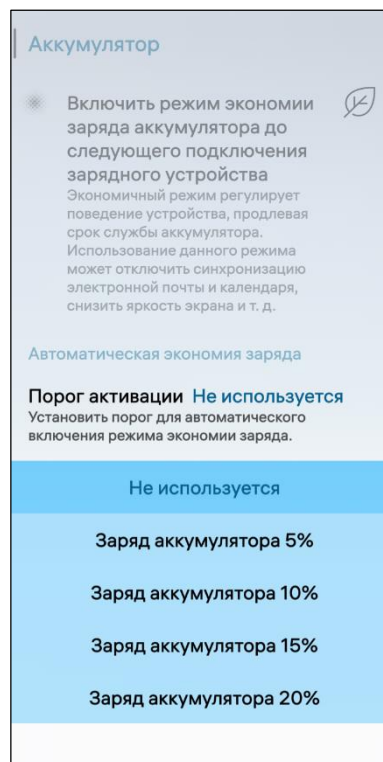 Аккумулятор
Включить режим экономии
заряда аккумулятора до
следующего подключения
зарядного устройства
Экономичный режим регулирует
поведение устройства, продлевая
срок службы аккумулятора.
Использование данного режима
может отключить синхронизацию
электронной почты и календаря,
снизить яркость экрана и т. д.
Автоматическая экономия заряда
Порог активации Не используется
Установить порог для автоматического
включения режима экономии заряда.
Не используется
Заряд аккумулятора 5%
Заряд аккумулятора 10%
Заряд аккумулятора 15%
Заряд аккумулятора 20%